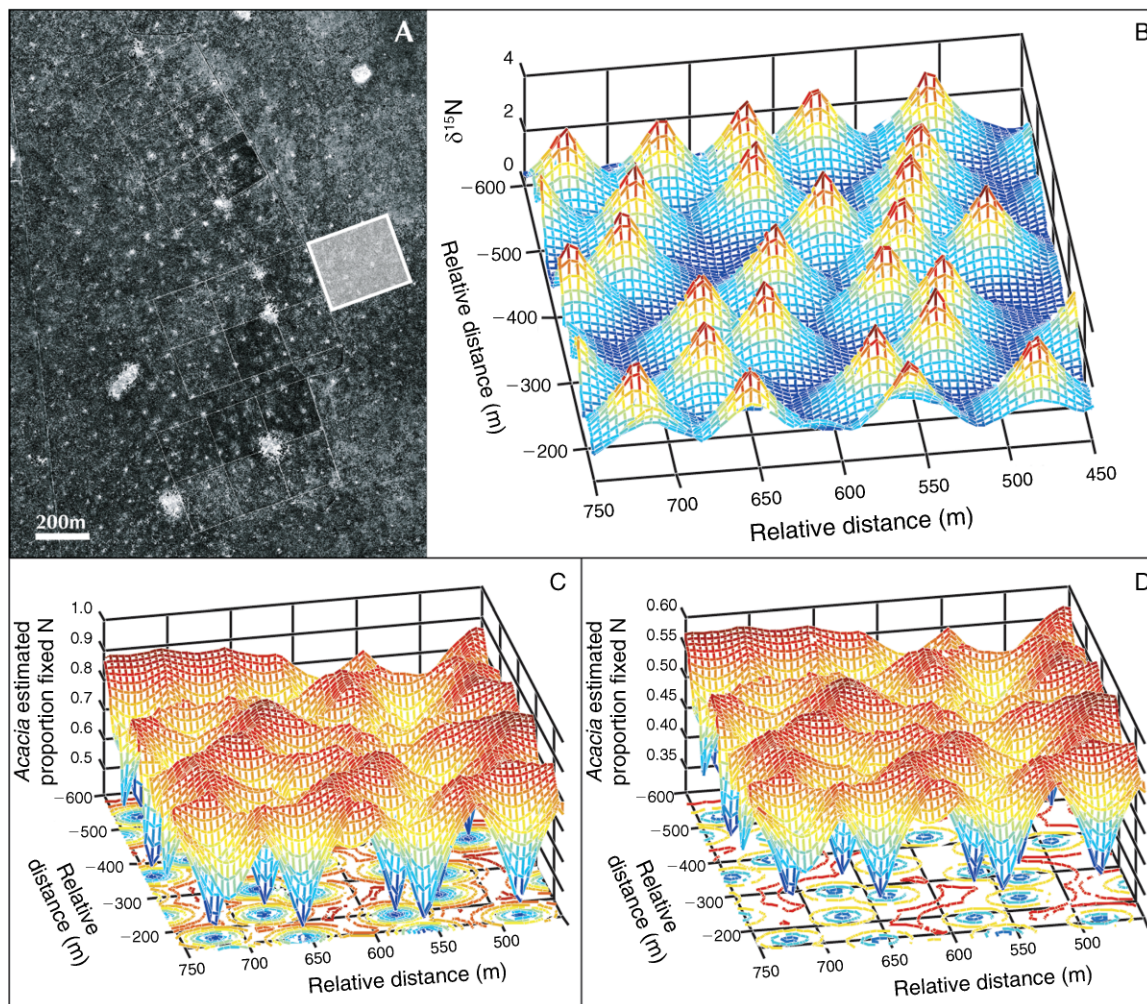 A
200m
B
4
2
0
δ15N
−600
−500
−400
−300
−200
Relative distance (m)
750
700
650
600
550
500
450
Relative distance (m)
C
Acacia estimated
proportion fixed N
1.0
0.9
0.8
0.7
0.6
0.5
−600
−500
−400
−300
−200
Relative
distance (m)
750
700
650
600
550
500
Relative distance (m)
D
Acacia estimated
proportion fixed N
0.60
0.55
0.50
0.45
0.40
0.35
−600
−500
−400
−300
−200
Relative
distance (m)
750
700
650
600
550
500
Relative distance (m)